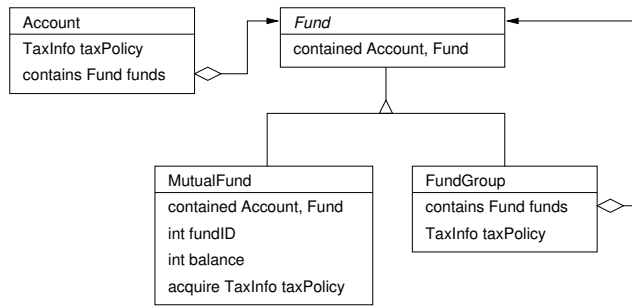 Account
TaxInfo taxPolicy
contains Fund funds
Fund
contained Account, Fund
MutualFund
contained Account, Fund
int fundID
int balance
acquire TaxInfo taxPolicy
FundGroup
contains Fund funds
TaxInfo taxPolicy